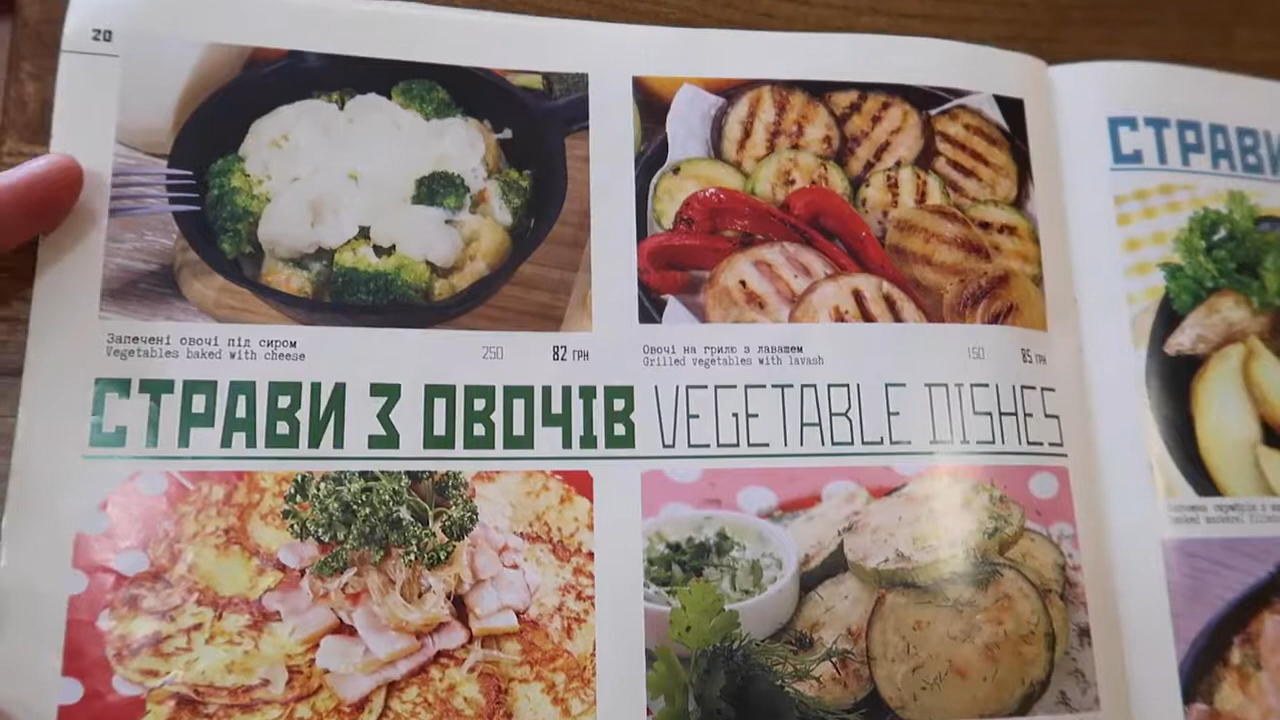 20
СТРАВИ
Запечені овочі під сиром
Vegetables baked with cheese
250
82 ГРН
Овочі на грилю з лавашем
Grilled vegetables with lavash
150
85 ГРН
СТРАВИ З ОВОЧІВ VEGETABLE DISHES